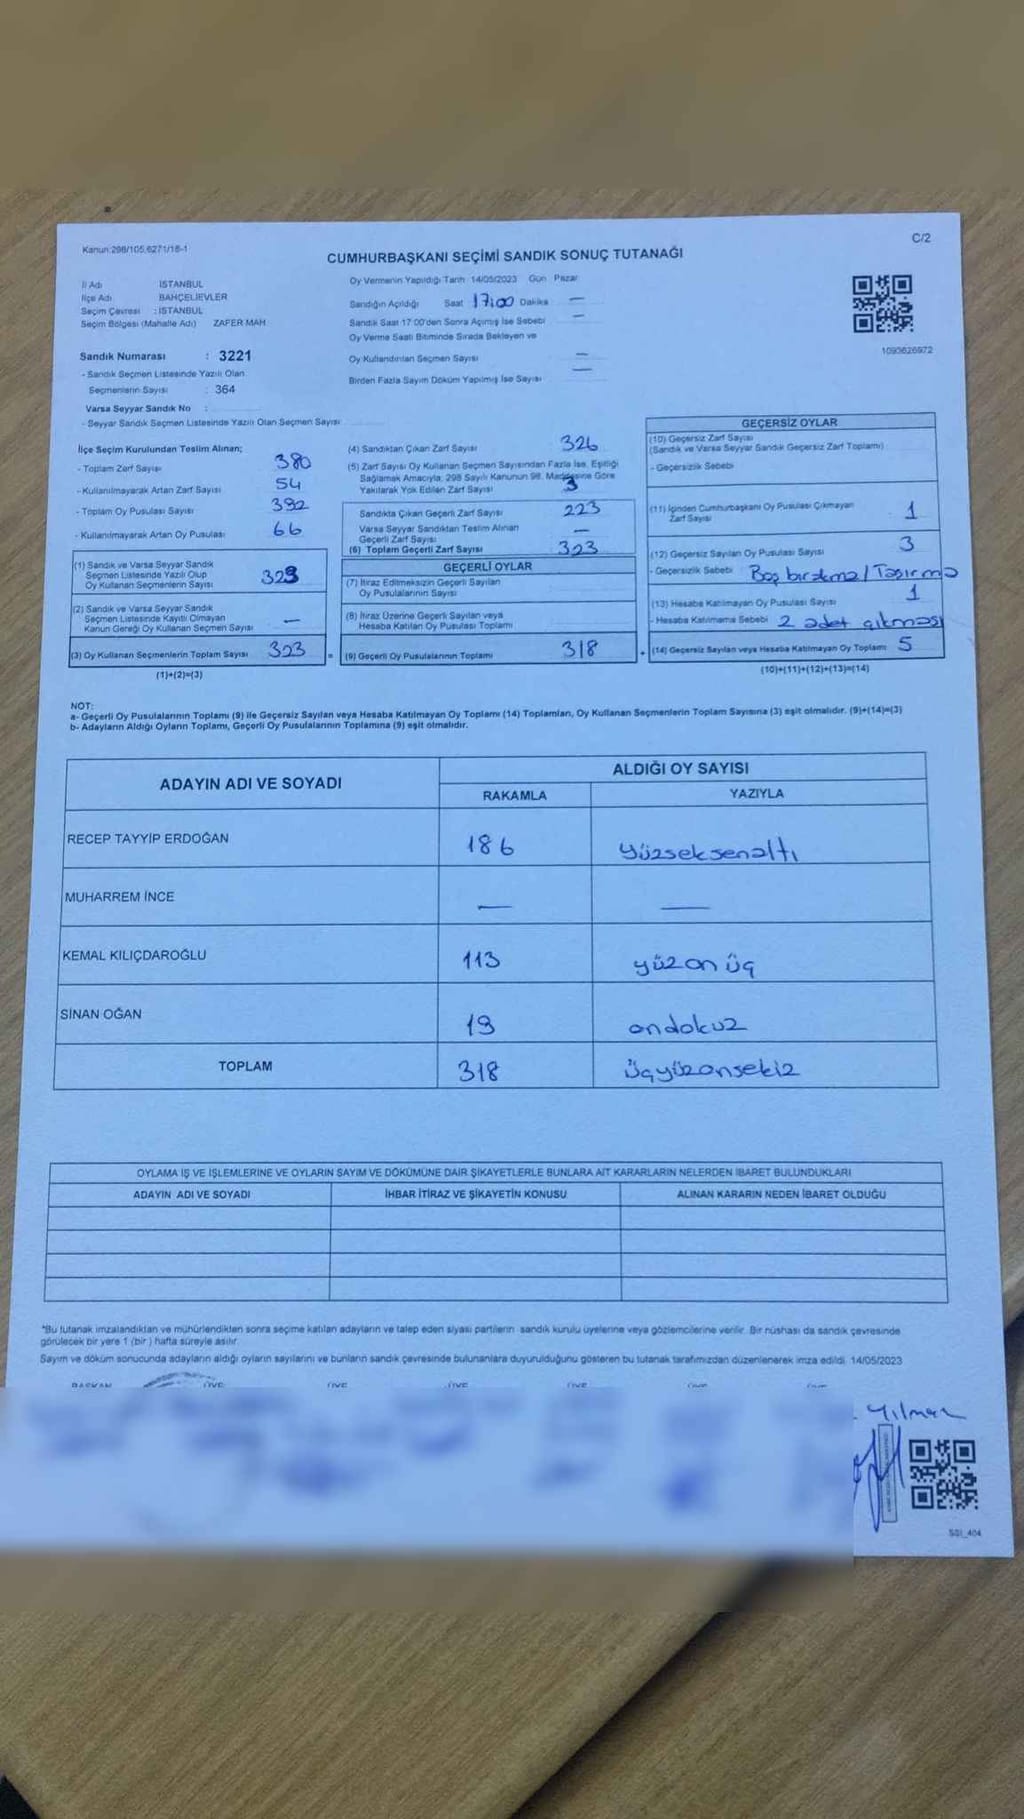 Kanun:298/105,6271/16-1
C/2
CUMHURBAŞKANI SEÇİMİ SANDIK SONUÇ TUTANAĞI
İl Adı : İSTANBUL
İlçe Adı BAHÇELİEVLER
Seçim Çevresi : İSTANBUL
Seçim Bölgesi (Mahalle Adı) ZAFER MAH
Sandık Numarası : 3221
- Sandık Seçmen Listesinde Yazılı Olan
Seçmenlerin Sayısı : 364
Varsa Seyyar Sandık No :
- Seyyar Sandık Seçmen Listesinde Yazılı Olan Seçmen Sayısı
Oy Vermenin Yapıldığı Tarih 14/05/2023 Gün Pazar
Sandığın Açıldığı Saat 17:00 Dakika —
Sandık Saat 17:00'den Sonra Açılmış İse Sebebi —
Oy Verme Saati Bitiminde Sırada Bekleyen ve
Oy Kullandırılan Seçmen Sayısı —
Birden Fazla Sayım Döküm Yapılmış İse Sayısı —
1093626972
İlçe Seçim Kurulundan Teslim Alınan;
- Toplam Zarf Sayısı 380
- Kullanılmayarak Artan Zarf Sayısı 54
- Toplam Oy Pusulası Sayısı 392
- Kullanılmayarak Artan Oy Pusulası 66
(1) Sandık ve Varsa Seyyar Sandık
Seçmen Listesinde Yazılı Olup
Oy Kullanan Seçmenlerin Sayısı 323
(2) Sandık ve Varsa Seyyar Sandık
Seçmen Listesinde Kayıtlı Olmayan
Kanun Gereği Oy Kullanan Seçmen Sayısı —
(3) Oy Kullanan Seçmenlerin Toplam Sayısı 323
(1)+(2)=(3)
(4) Sandıktan Çıkan Zarf Sayısı 326
(5) Zarf Sayısı Oy Kullanan Seçmen Sayısından Fazla İse, Eşitliği
Sağlamak Amacıyla, 298 Sayılı Kanunun 98. Maddesine Göre
Yakılarak Yok Edilen Zarf Sayısı 3
Sandıkta Çıkan Geçerli Zarf Sayısı 223
Varsa Seyyar Sandıktan Teslim Alınan
Geçerli Zarf Sayısı —
(6) Toplam Geçerli Zarf Sayısı 323
GEÇERLİ OYLAR
(7) İtiraz Edilmeksizin Geçerli Sayılan
Oy Pusulalarının Sayısı
(8) İtiraz Üzerine Geçerli Sayılan veya
Hesaba Katılan Oy Pusulası Toplamı
= (9) Geçerli Oy Pusulalarının Toplamı 318
GEÇERSİZ OYLAR
(10) Geçersiz Zarf Sayısı
(Sandık ve Varsa Seyyar Sandık Geçersiz Zarf Toplamı)
- Geçersizlik Sebebi
(11) İçinden Cumhurbaşkanı Oy Pusulası Çıkmayan
Zarf Sayısı 1
(12) Geçersiz Sayılan Oy Pusulası Sayısı 3
- Geçersizlik Sebebi Boş bırakma / Taşırma
(13) Hesaba Katılmayan Oy Pusulası Sayısı 1
- Hesaba Katılmama Sebebi 2 adet çıkması
+ (14) Geçersiz Sayılan veya Hesaba Katılmayan Oy Toplamı 5
(10)+(11)+(12)+(13)=(14)
NOT:
a- Geçerli Oy Pusulalarının Toplamı (9) ile Geçersiz Sayılan veya Hesaba Katılmayan Oy Toplamı (14) Toplamları, Oy Kullanan Seçmenlerin Toplam Sayısına (3) eşit olmalıdır. (9)+(14)=(3)
b- Adayların Aldığı Oyların Toplamı, Geçerli Oy Pusulalarının Toplamına (9) eşit olmalıdır.
ADAYIN ADI VE SOYADI
ALDIĞI OY SAYISI
RAKAMLA YAZIYLA
RECEP TAYYİP ERDOĞAN 186 yüzseksenaltı
MUHARREM İNCE — —
KEMAL KILIÇDAROĞLU 113 yüzonüç
SİNAN OĞAN 19 ondokuz
TOPLAM 318 üçyüzonsekiz
OYLAMA İŞ VE İŞLEMLERİNE VE OYLARIN SAYIM VE DÖKÜMÜNE DAİR ŞİKAYETLERLE BUNLARA AİT KARARLARIN NELERDEN İBARET BULUNDUKLARI
ADAYIN ADI VE SOYADI İHBAR İTİRAZ VE ŞİKAYETİN KONUSU ALINAN KARARIN NEDEN İBARET OLDUĞU
*Bu tutanak imzalandıktan ve mühürlendikten sonra seçime katılan adayların ve talep eden siyasi partilerin sandık kurulu üyelerine veya gözlemcilerine verilir. Bir nüshası da sandık çevresinde
görülecek bir yere 1 (bir) hafta süreyle asılır.
Sayım ve döküm sonucunda adayların aldığı oyların sayılarını ve bunların sandık çevresinde bulunanlara duyurulduğunu gösteren bu tutanak tarafımızdan düzenlenerek imza edildi. 14/05/2023
BAŞKAN ÜYE ÜYE ÜYE ÜYE ÜYE ÜYE
Yılmaz
SSI_404